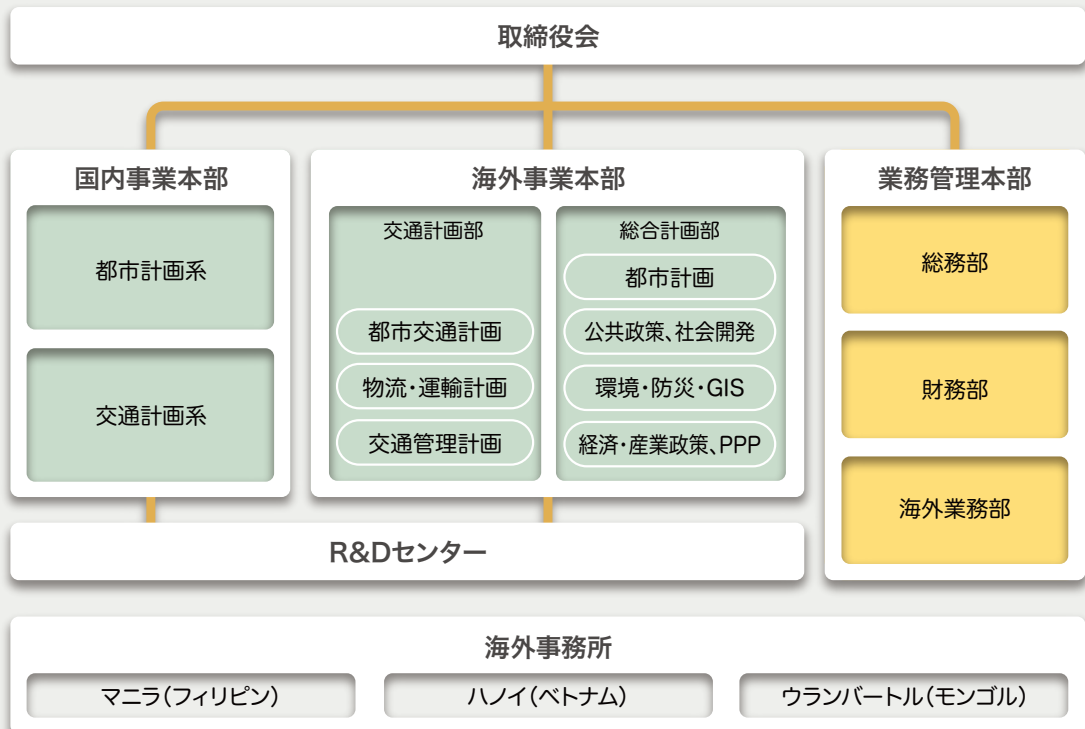 取締役会
国内事業本部
都市計画系
交通計画系
海外事業本部
交通計画部
都市交通計画
物流・運輸計画
交通管理計画
総合計画部
都市計画
公共政策、社会開発
環境・防災・GIS
経済・産業政策、PPP
業務管理本部
総務部
財務部
海外業務部
R&Dセンター
海外事務所
マニラ(フィリピン)
ハノイ(ベトナム)
ウランバートル(モンゴル)